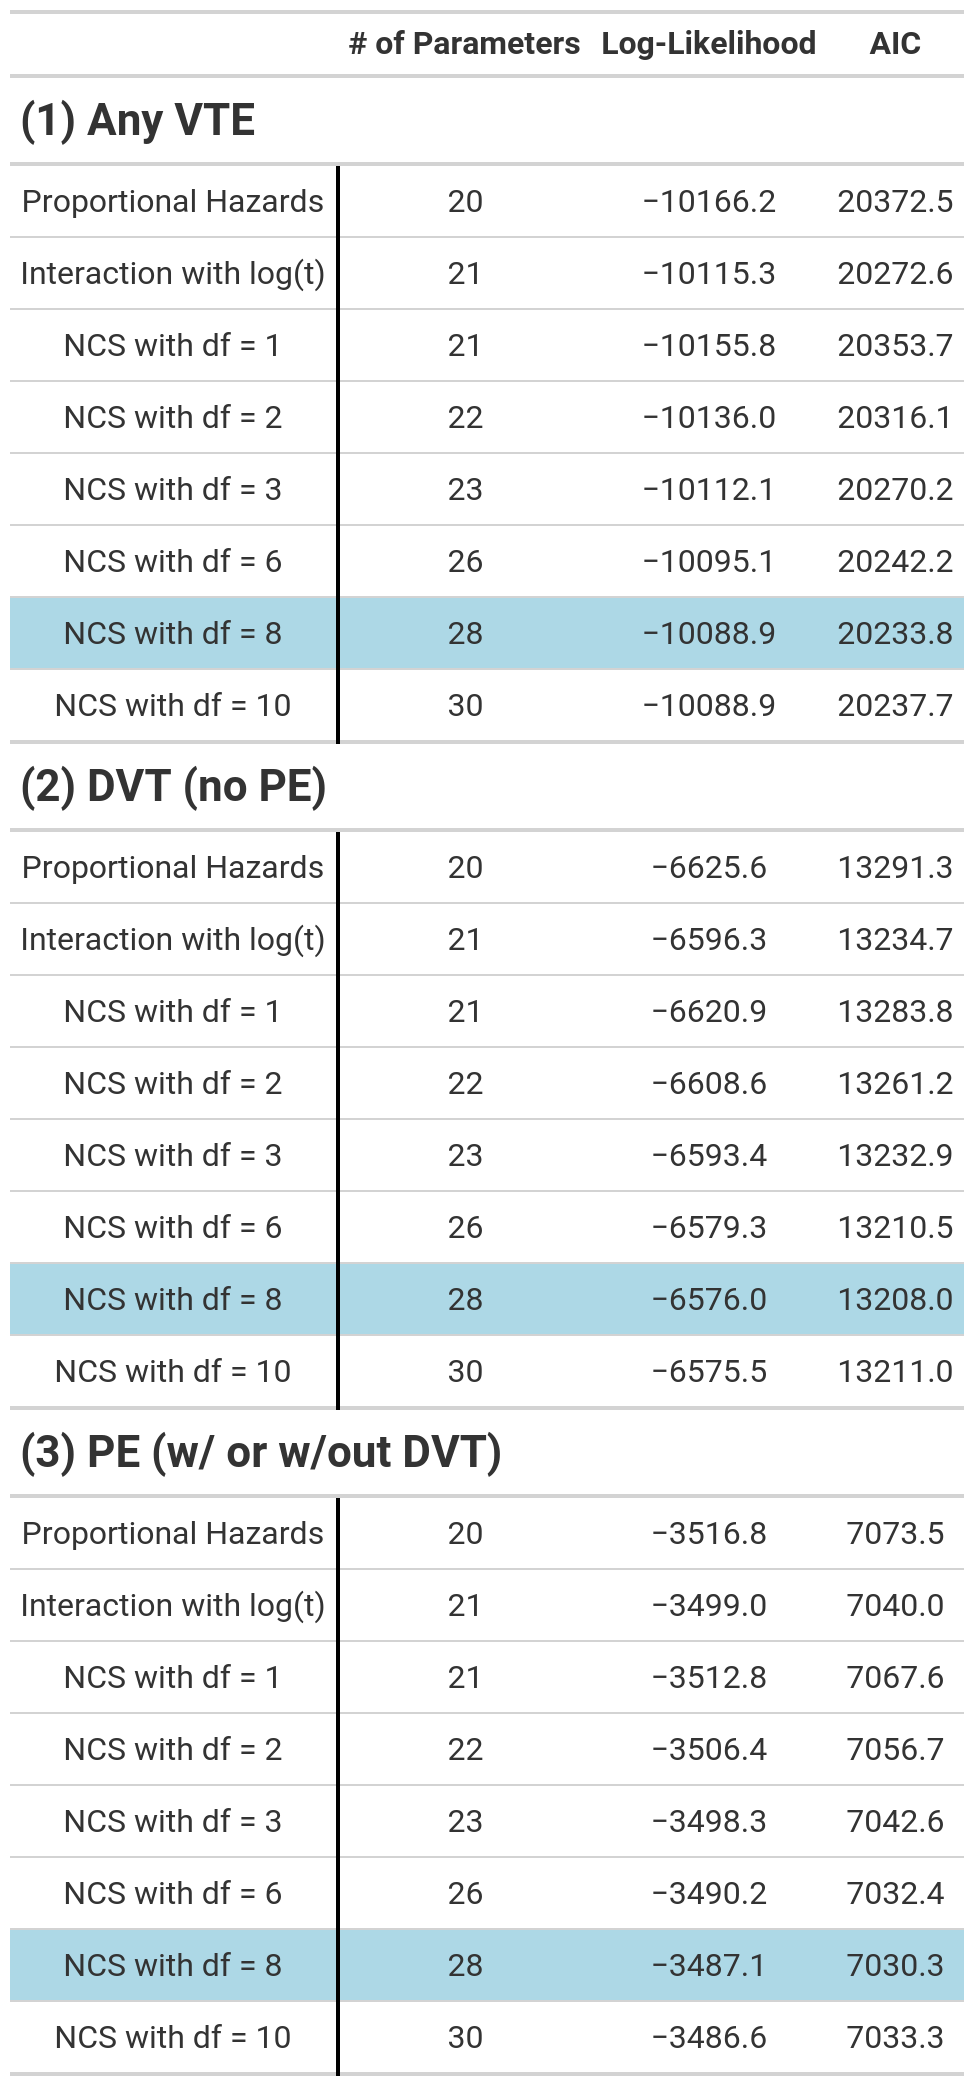 # of Parameters Log-Likelihood AIC
(1) Any VTE
Proportional Hazards 20 −10166.2 20372.5
Interaction with log(t) 21 −10115.3 20272.6
NCS with df = 1 21 −10155.8 20353.7
NCS with df = 2 22 −10136.0 20316.1
NCS with df = 3 23 −10112.1 20270.2
NCS with df = 6 26 −10095.1 20242.2
NCS with df = 8 28 −10088.9 20233.8
NCS with df = 10 30 −10088.9 20237.7
(2) DVT (no PE)
Proportional Hazards 20 −6625.6 13291.3
Interaction with log(t) 21 −6596.3 13234.7
NCS with df = 1 21 −6620.9 13283.8
NCS with df = 2 22 −6608.6 13261.2
NCS with df = 3 23 −6593.4 13232.9
NCS with df = 6 26 −6579.3 13210.5
NCS with df = 8 28 −6576.0 13208.0
NCS with df = 10 30 −6575.5 13211.0
(3) PE (w/ or w/out DVT)
Proportional Hazards 20 −3516.8 7073.5
Interaction with log(t) 21 −3499.0 7040.0
NCS with df = 1 21 −3512.8 7067.6
NCS with df = 2 22 −3506.4 7056.7
NCS with df = 3 23 −3498.3 7042.6
NCS with df = 6 26 −3490.2 7032.4
NCS with df = 8 28 −3487.1 7030.3
NCS with df = 10 30 −3486.6 7033.3